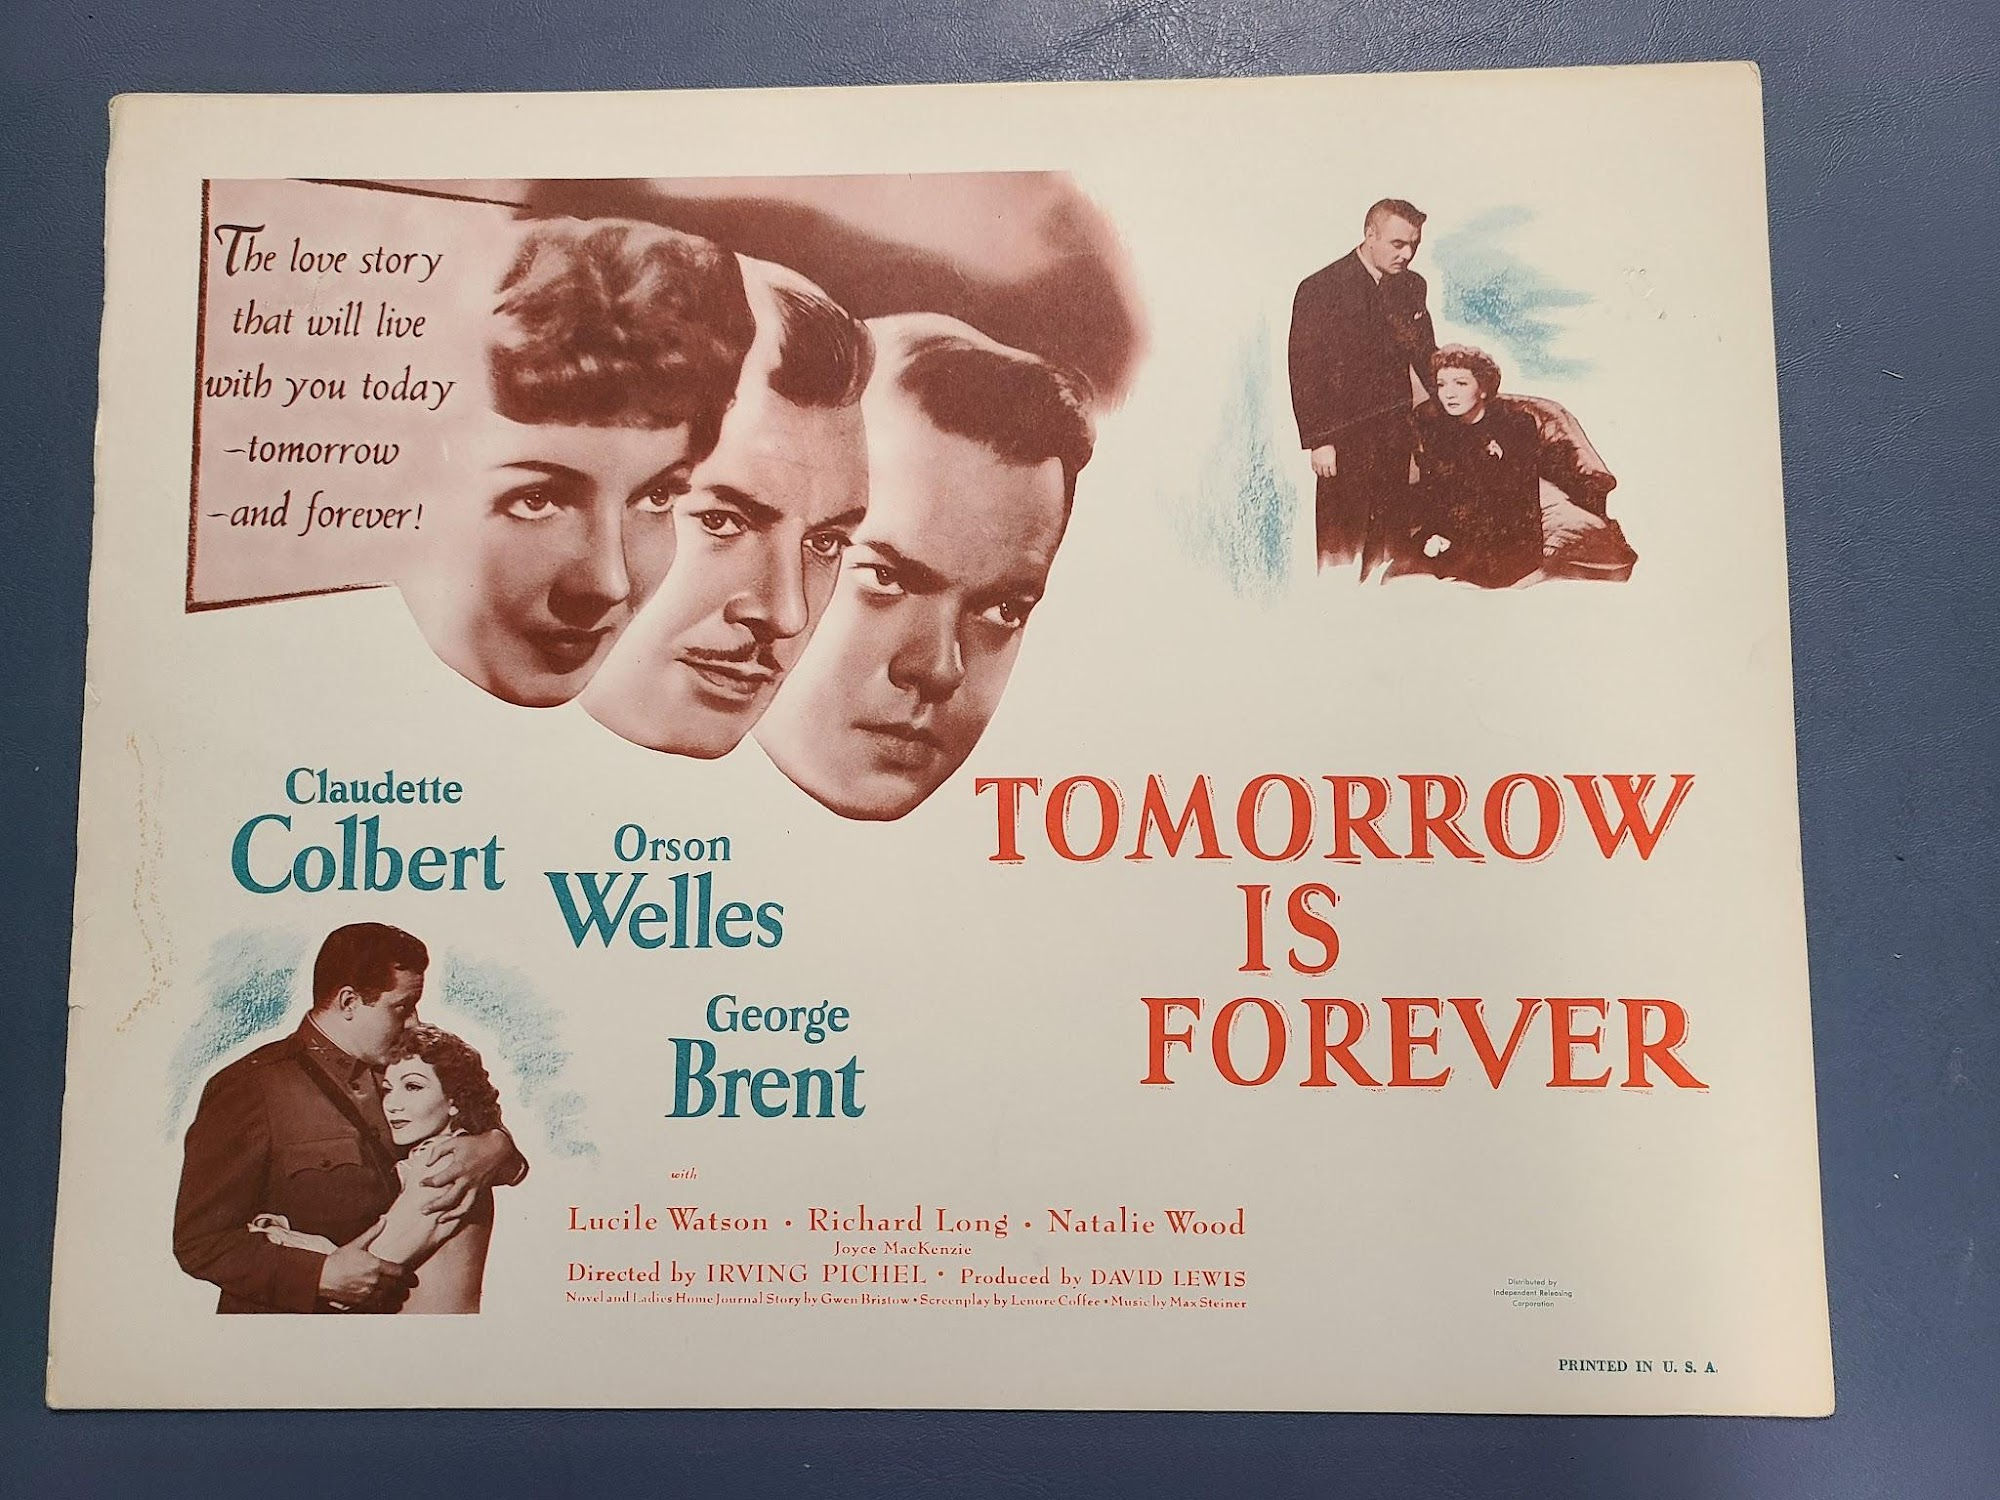 The love story
that will live
with you today
–tomorrow
–and forever!
Claudette
Colbert
Orson
Welles
George
Brent
TOMORROW
IS
FOREVER
with
Lucile Watson • Richard Long • Natalie Wood
Joyce MacKenzie
Directed by IRVING PICHEL • Produced by DAVID LEWIS
Novel and Ladies Home Journal Story by Gwen Bristow • Screenplay by Lenore Coffee • Music by Max Steiner
Distributed by
Independent Releasing
Corporation
PRINTED IN U. S. A.